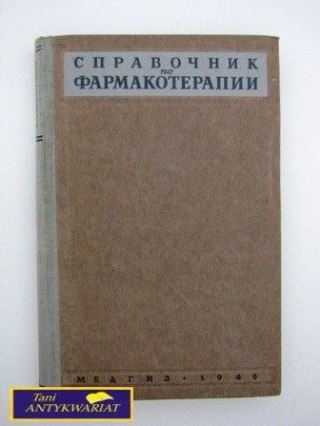 СПРАВОЧНИК
по
ФАРМАКОТЕРАПИИ
МЕДГИЗ · 1946
Tani
ANTYKWARIAT